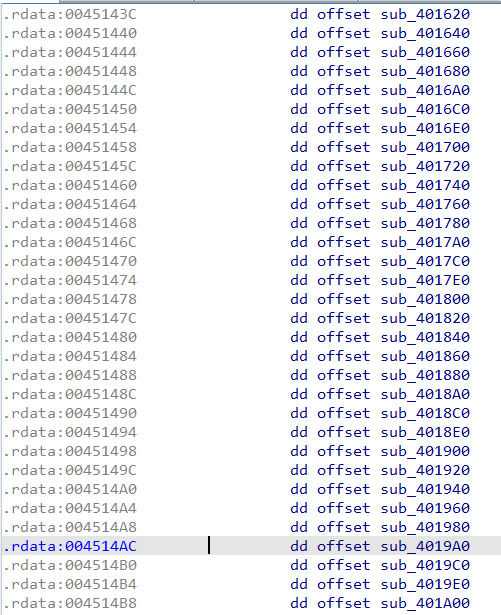 .rdata:0045143C dd offset sub_401620
.rdata:00451440 dd offset sub_401640
.rdata:00451444 dd offset sub_401660
.rdata:00451448 dd offset sub_401680
.rdata:0045144C dd offset sub_4016A0
.rdata:00451450 dd offset sub_4016C0
.rdata:00451454 dd offset sub_4016E0
.rdata:00451458 dd offset sub_401700
.rdata:0045145C dd offset sub_401720
.rdata:00451460 dd offset sub_401740
.rdata:00451464 dd offset sub_401760
.rdata:00451468 dd offset sub_401780
.rdata:0045146C dd offset sub_4017A0
.rdata:00451470 dd offset sub_4017C0
.rdata:00451474 dd offset sub_4017E0
.rdata:00451478 dd offset sub_401800
.rdata:0045147C dd offset sub_401820
.rdata:00451480 dd offset sub_401840
.rdata:00451484 dd offset sub_401860
.rdata:00451488 dd offset sub_401880
.rdata:0045148C dd offset sub_4018A0
.rdata:00451490 dd offset sub_4018C0
.rdata:00451494 dd offset sub_4018E0
.rdata:00451498 dd offset sub_401900
.rdata:0045149C dd offset sub_401920
.rdata:004514A0 dd offset sub_401940
.rdata:004514A4 dd offset sub_401960
.rdata:004514A8 dd offset sub_401980
.rdata:004514AC dd offset sub_4019A0
.rdata:004514B0 dd offset sub_4019C0
.rdata:004514B4 dd offset sub_4019E0
.rdata:004514B8 dd offset sub_401A00